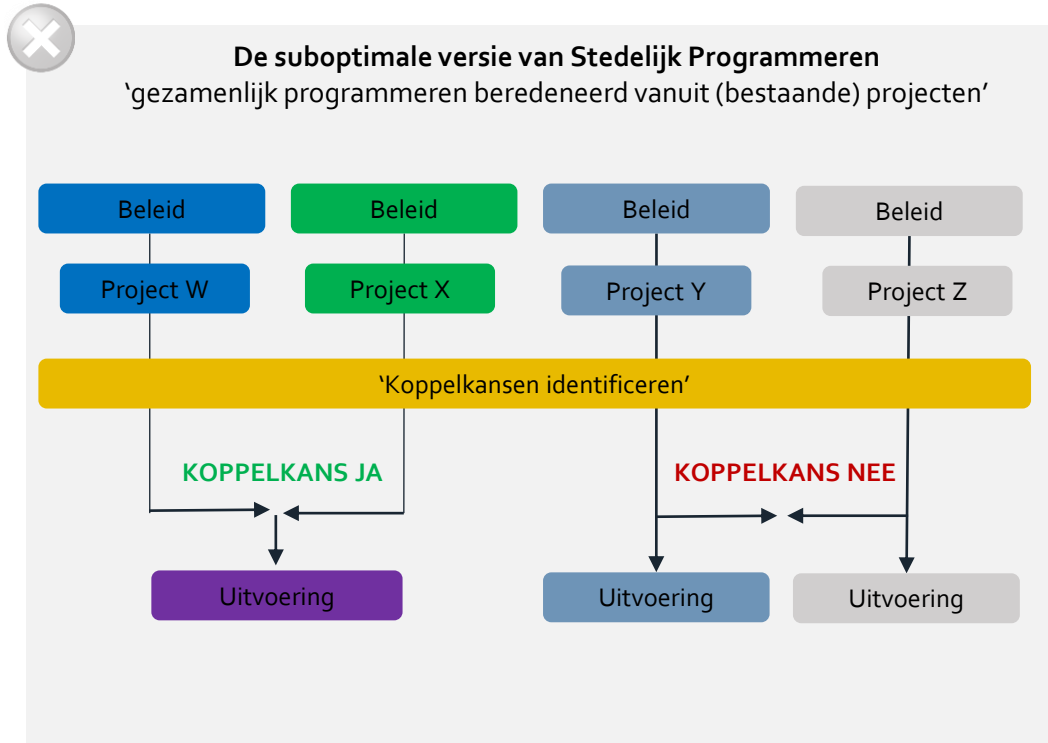 De suboptimale versie van Stedelijk Programmeren
‘gezamenlijk programmeren beredeneerd vanuit (bestaande) projecten’
Beleid
Beleid
Beleid
Beleid
Project W
Project X
Project Y
Project Z
‘Koppelkansen identificeren’
KOPPELKANS JA
KOPPELKANS NEE
Uitvoering
Uitvoering
Uitvoering